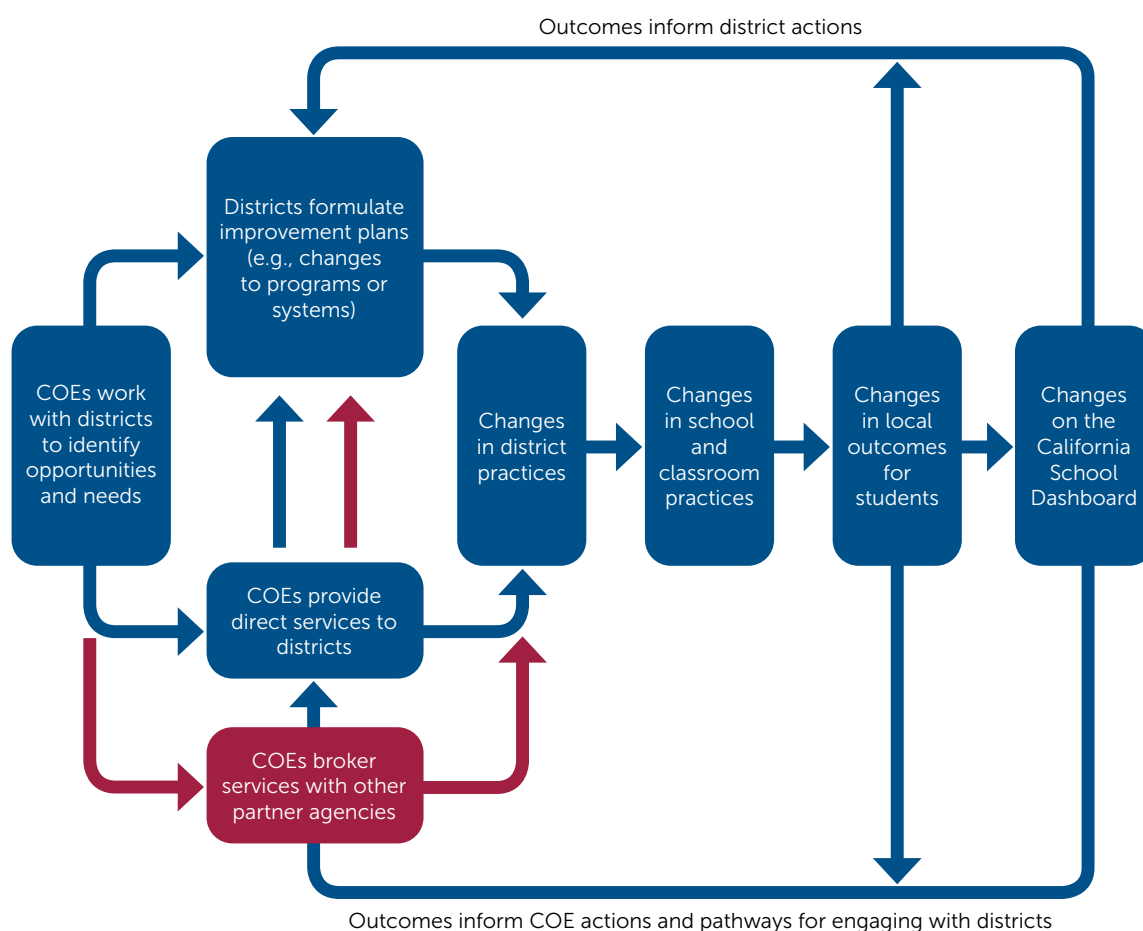 Outcomes inform district actions
Districts formulate
improvement plans
(e.g., changes
to programs or
systems)
COEs work
with districts
to identify
opportunities
and needs
Changes
in district
practices
Changes
in school
and
classroom
practices
Changes
in local
outcomes
for
students
Changes
on the
California
School
Dashboard
COEs provide
direct services to
districts
COEs broker
services with other
partner agencies
Outcomes inform COE actions and pathways for engaging with districts